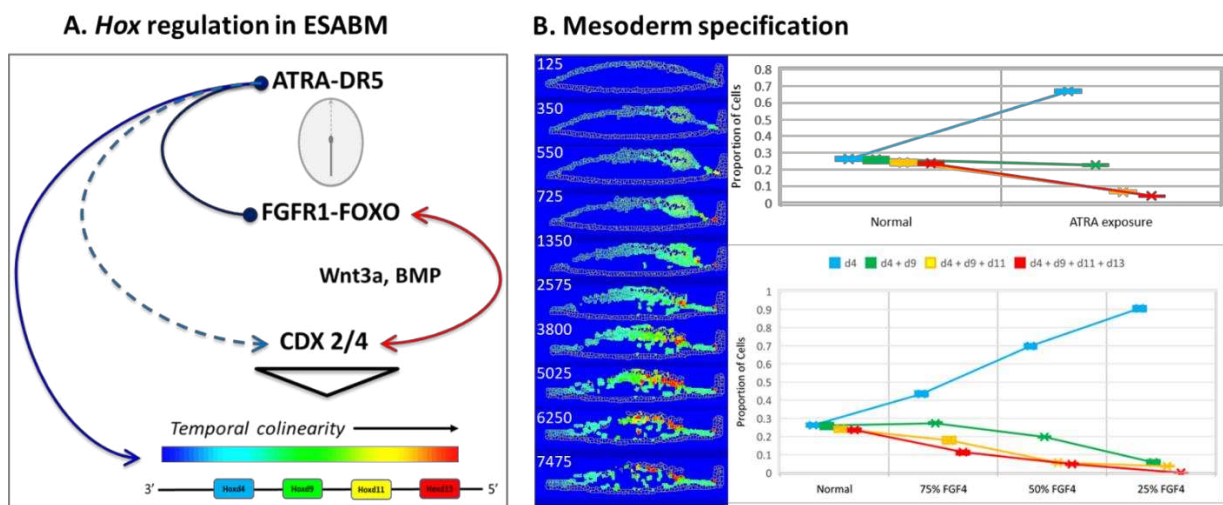 A. Hox regulation in ESABM
ATRA-DR5
FGFR1-FOXO
Wnt3a, BMP
CDX 2/4
Temporal colinearity
3’
Hoxd4
Hoxd9
Hoxd11
Hoxd13
5’
B. Mesoderm specification
125
350
550
725
1350
2575
3800
5025
6250
7475
Proportion of Cells
0.8
0.7
0.6
0.5
0.4
0.3
0.2
0.1
0
Normal
ATRA exposure
d4
d4 + d9
d4 + d9 + d11
d4 + d9 + d11 + d13
Proportion of Cells
1
0.9
0.8
0.7
0.6
0.5
0.4
0.3
0.2
0.1
0
Normal
75% FGF4
50% FGF4
25% FGF4